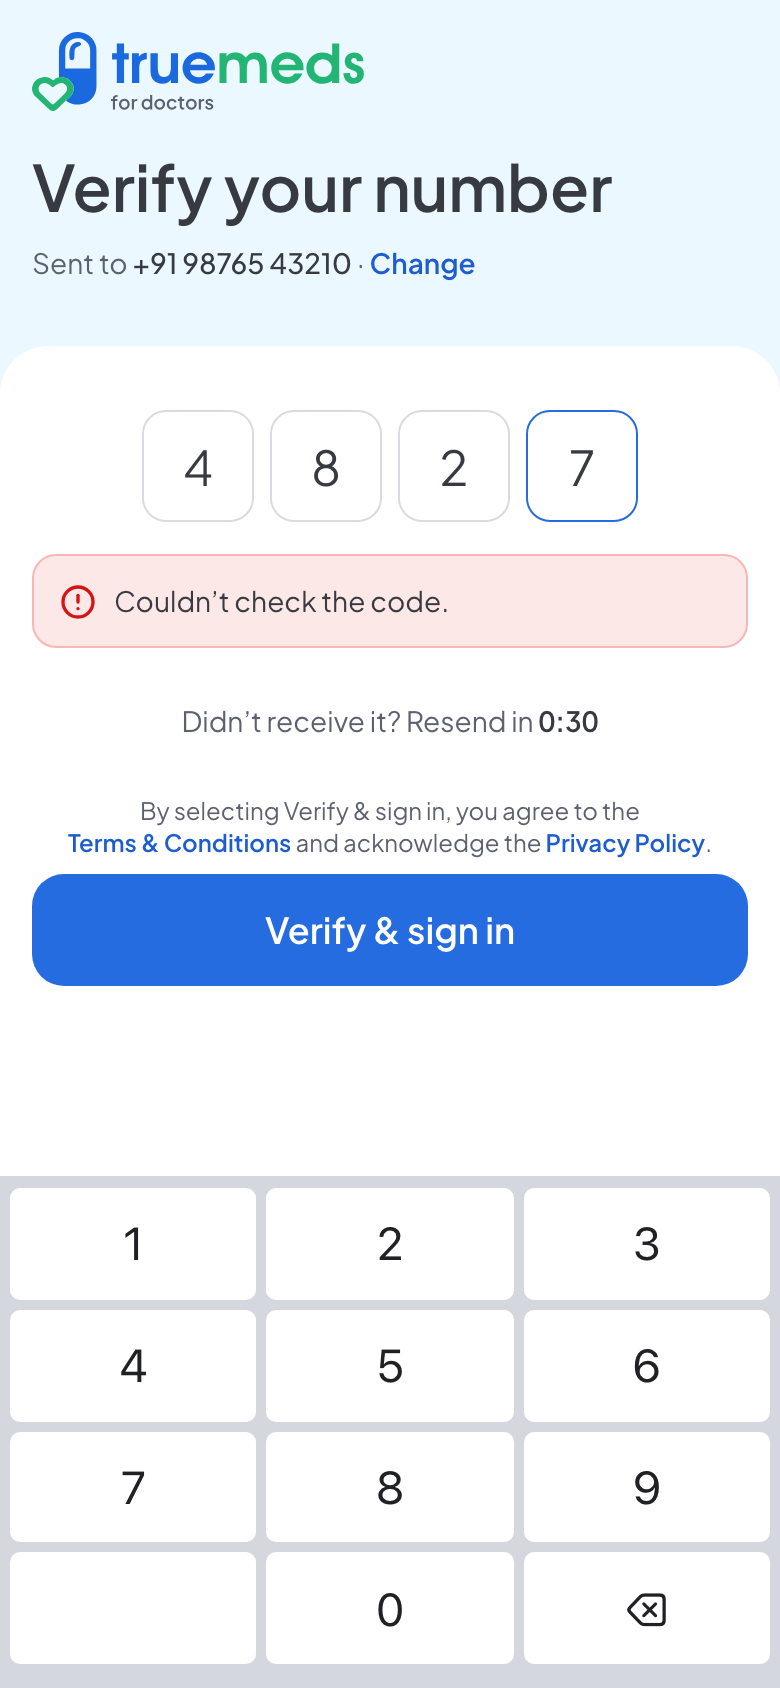 truemeds
for doctors
Verify your number
Sent to +91 98765 43210 · Change
4 8 2 7
Couldn’t check the code.
Didn’t receive it? Resend in 0:30
By selecting Verify & sign in, you agree to the
Terms & Conditions and acknowledge the Privacy Policy.
Verify & sign in
1 2 3
4 5 6
7 8 9
0